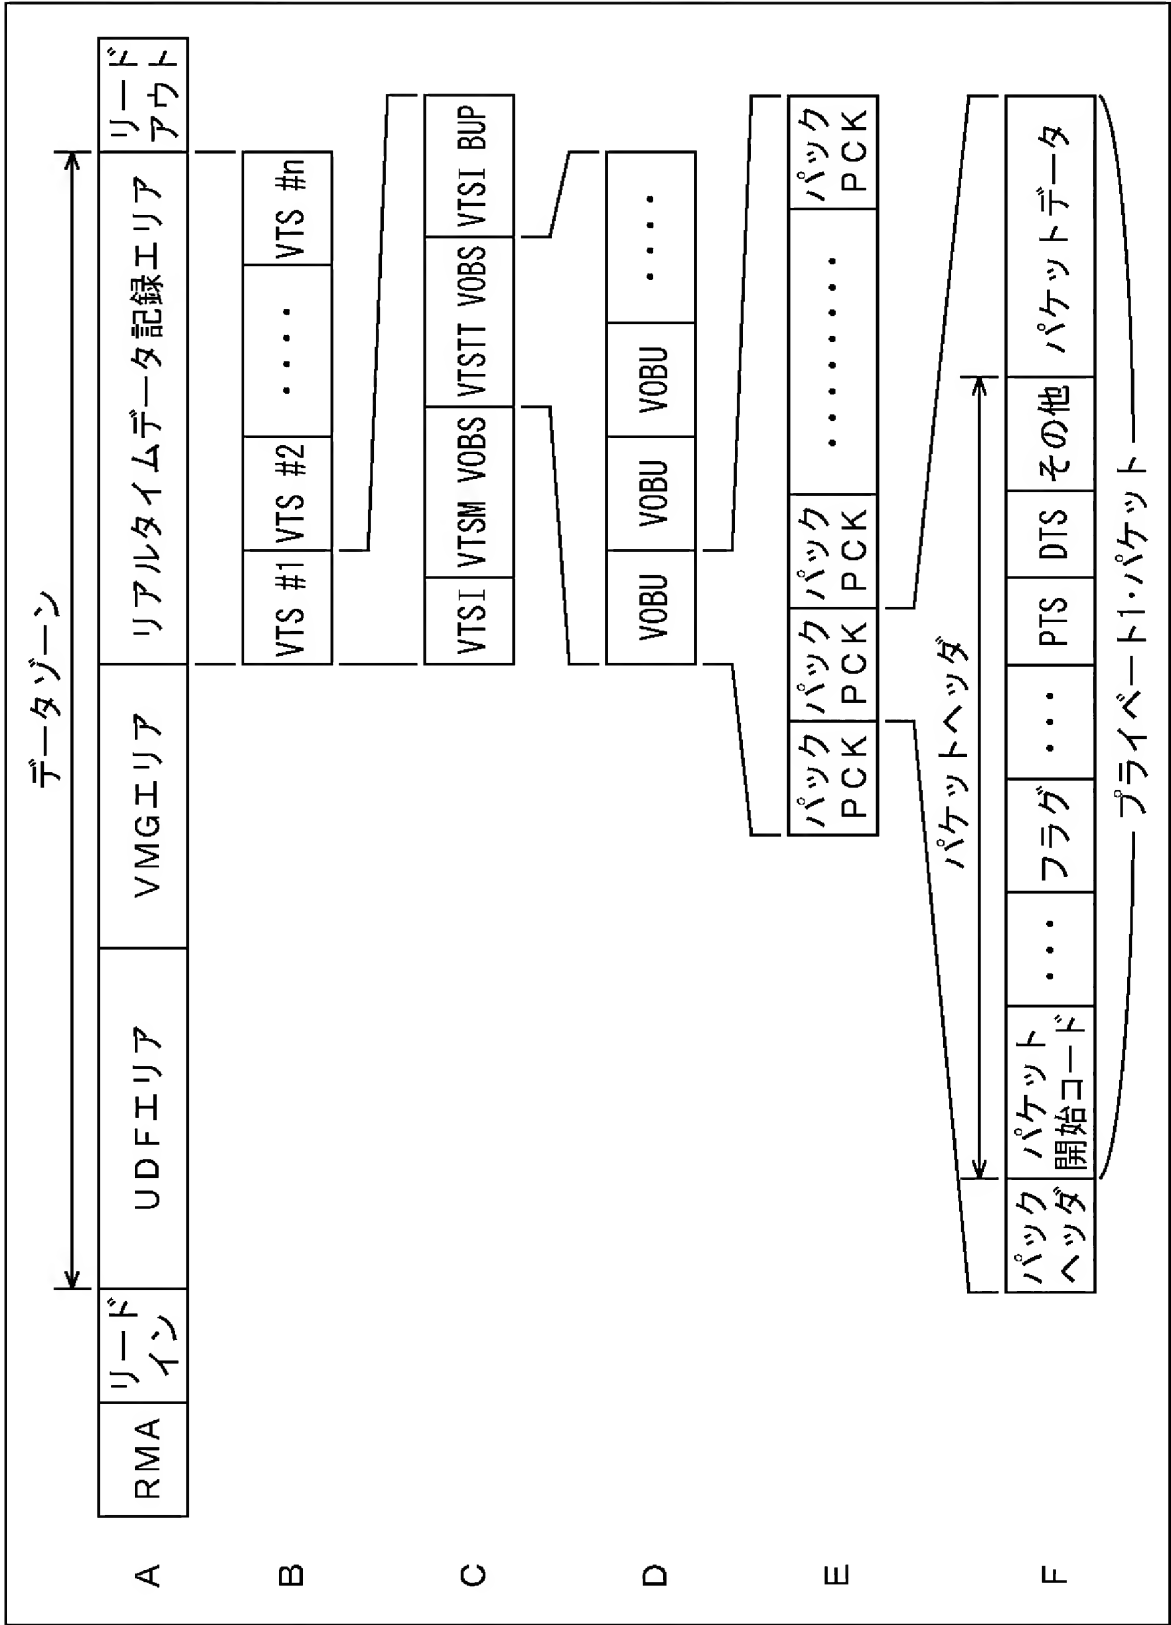 データゾーン
A
RMA
リード
イン
UDFエリア
VMGエリア
リアルタイムデータ記録エリア
リード
アウト
B
VTS #1
VTS #2
・・・・
VTS #n
C
VTSI
VTSM VOBS
VTSTT VOBS
VTSI BUP
D
VOBU
VOBU
VOBU
・・・・
E
パック
PCK
パック
PCK
パック
PCK
・・・・・・・・
パック
PCK
パケットヘッダ
F
パック
ヘッダ
パケット
開始コード
・・・
フラグ
・・・
PTS
DTS
その他
パケットデータ
プライベート1・パケット